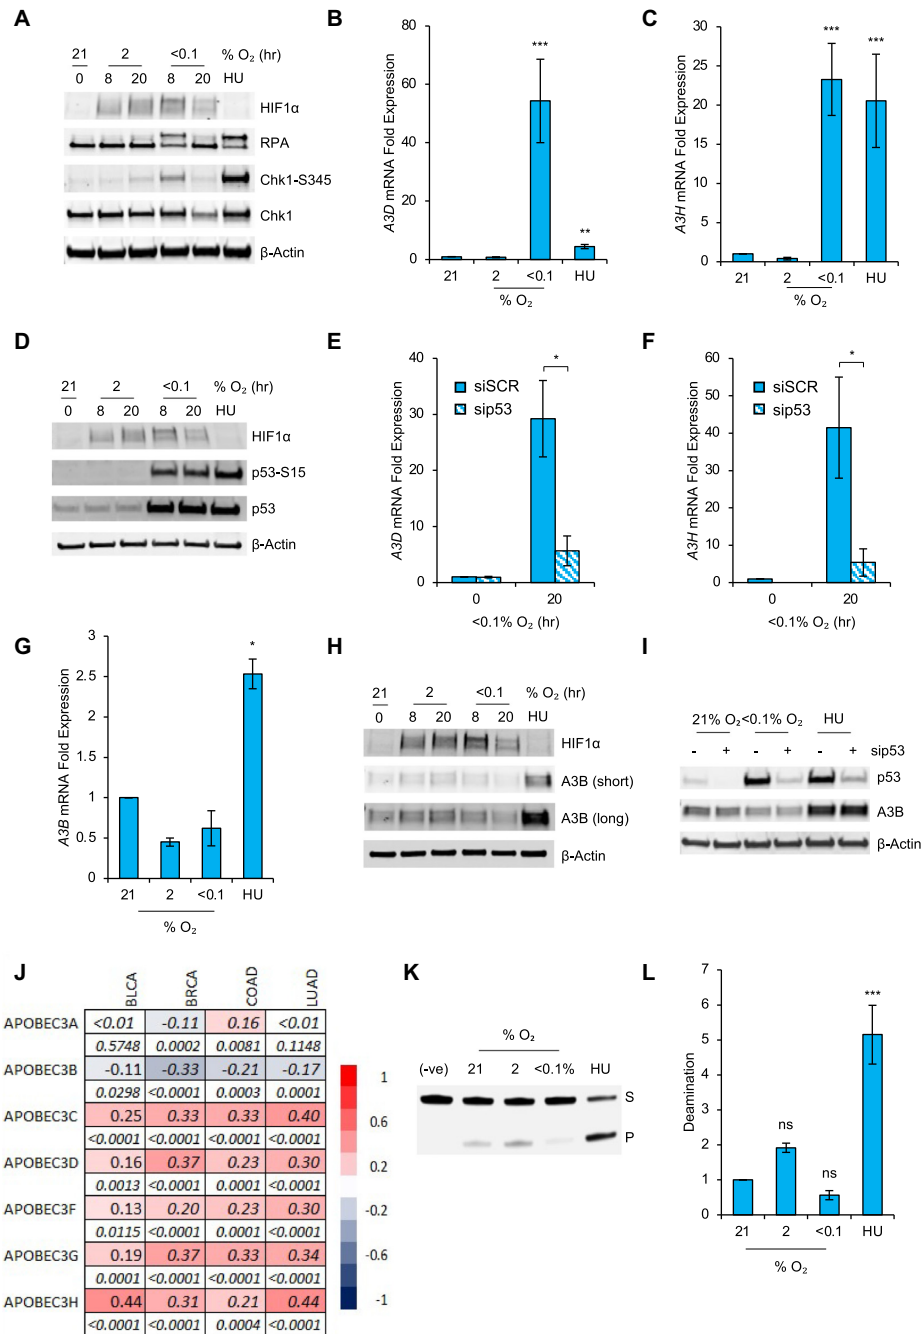 A
21 2 <0.1 % O₂ (hr)
0 8 20 8 20 HU
HIF1α
RPA
Chk1-S345
Chk1
β-Actin
B
A3D mRNA Fold Expression
80
60
40
20
0
***
**
21 2 <0.1 HU
% O₂
C
A3H mRNA Fold Expression
30
25
20
15
10
5
0
*** ***
21 2 <0.1 HU
% O₂
D
21 2 <0.1 % O₂ (hr)
0 8 20 8 20 HU
HIF1α
p53-S15
p53
β-Actin
E
A3D mRNA Fold Expression
40
30
20
10
0
siSCR
sip53
*
0 20
<0.1% O₂ (hr)
F
A3H mRNA Fold Expression
60
50
40
30
20
10
0
siSCR
sip53
*
0 20
<0.1% O₂ (hr)
G
A3B mRNA Fold Expression
3
2.5
2
1.5
1
0.5
0
*
21 2 <0.1 HU
% O₂
H
21 2 <0.1 % O₂ (hr)
0 8 20 8 20 HU
HIF1α
A3B (short)
A3B (long)
β-Actin
I
21% O₂ <0.1% O₂ HU
- + - + - + sip53
p53
A3B
β-Actin
J
BLCA BRCA COAD LUAD
APOBEC3A <0.01 -0.11 0.16 <0.01
0.5748 0.0002 0.0081 0.1148
APOBEC3B -0.11 -0.33 -0.21 -0.17
0.0298 <0.0001 0.0003 0.0001
APOBEC3C 0.25 0.33 0.33 0.40
<0.0001 <0.0001 <0.0001 <0.0001
APOBEC3D 0.16 0.37 0.23 0.30
0.0013 <0.0001 <0.0001 <0.0001
APOBEC3F 0.13 0.20 0.23 0.30
0.0115 <0.0001 0.0001 <0.0001
APOBEC3G 0.19 0.37 0.33 0.34
0.0001 <0.0001 <0.0001 <0.0001
APOBEC3H 0.44 0.31 0.21 0.44
<0.0001 <0.0001 0.0004 <0.0001
1
0.6
0.2
-0.2
-0.6
-1
K
% O₂
(-ve) 21 2 <0.1% HU
S
P
L
Deamination
7
6
5
4
3
2
1
0
ns
ns
***
21 2 <0.1 HU
% O₂